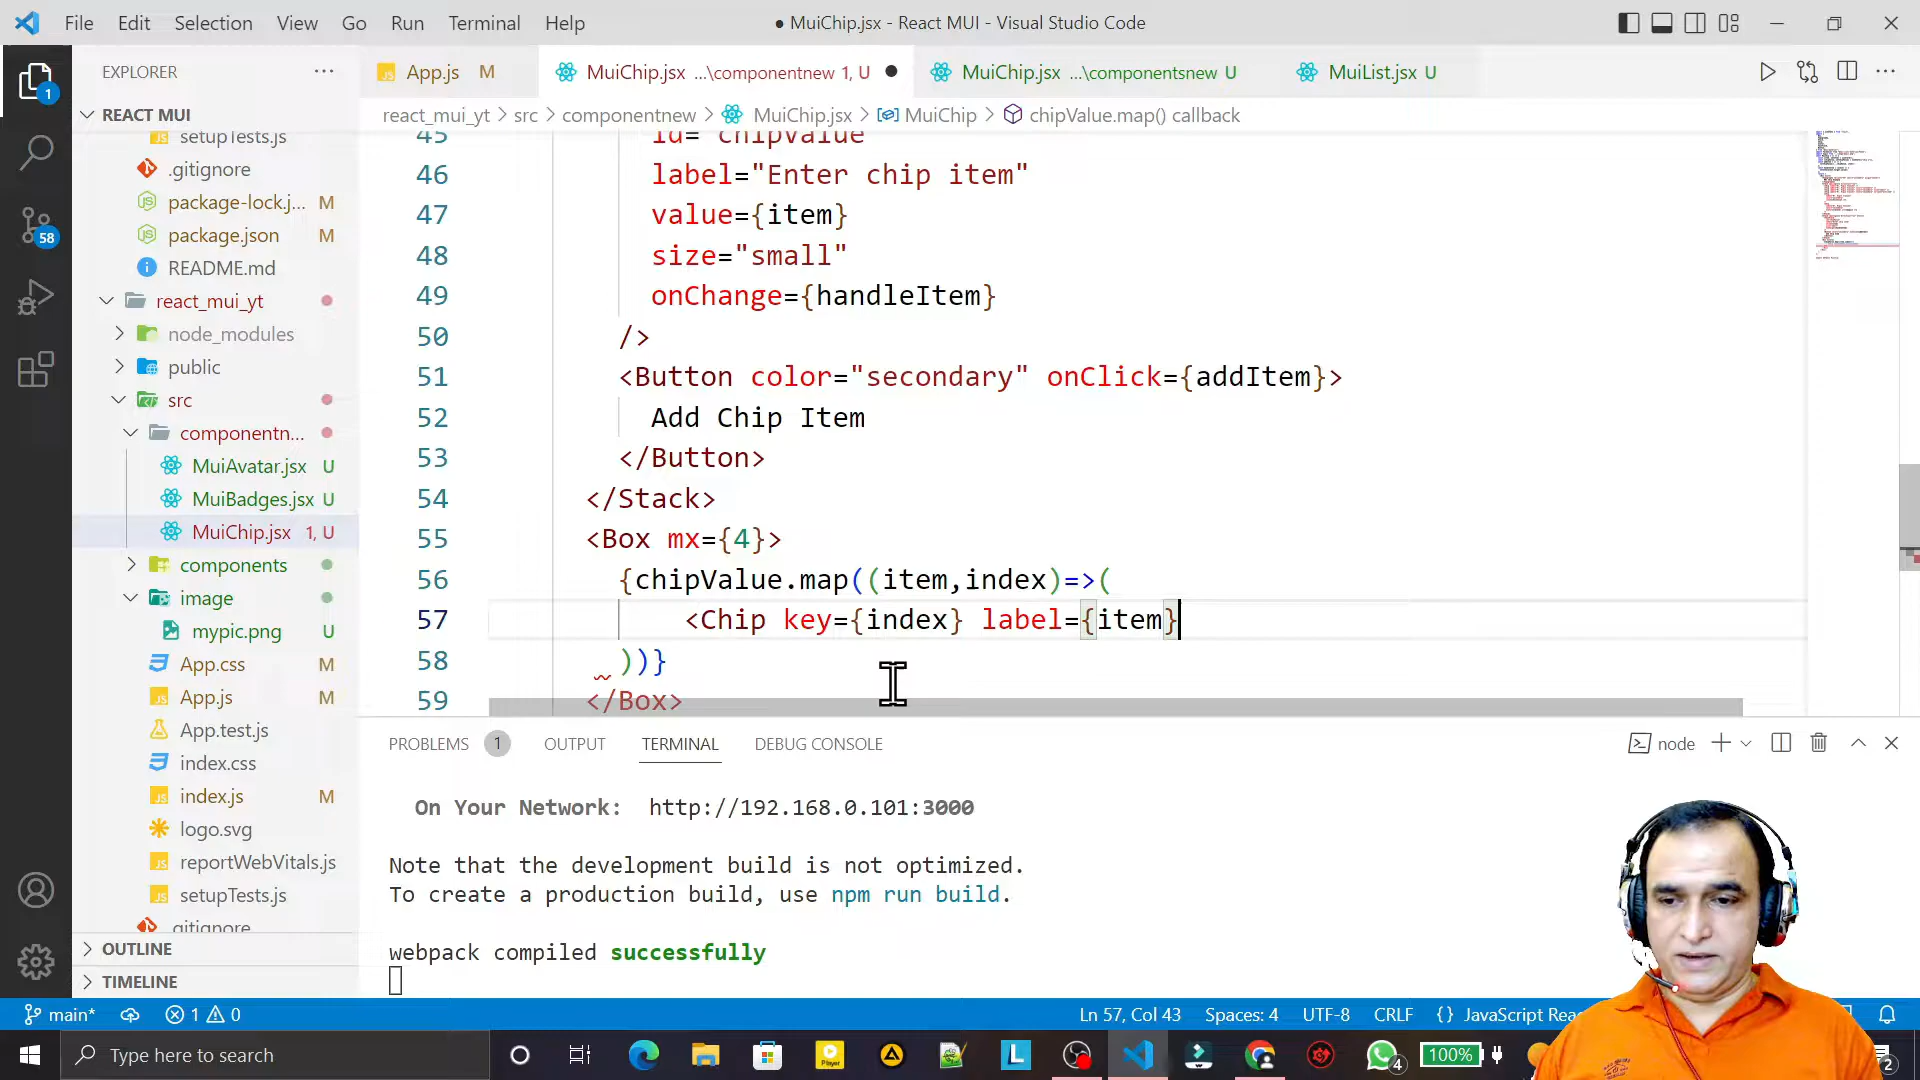 File Edit Selection View Go Run Terminal Help
● MuiChip.jsx - React MUI - Visual Studio Code
EXPLORER
App.js M
MuiChip.jsx ...\componentnew 1, U
MuiChip.jsx ...\componentsnew U
MuiList.jsx U
REACT MUI
react_mui_yt > src > componentnew > MuiChip.jsx > MuiChip > chipValue.map() callback
setupTests.js
.gitignore
package-lock.j... M
package.json M
README.md
react_mui_yt
node_modules
public
src
componentn...
MuiAvatar.jsx U
MuiBadges.jsx U
MuiChip.jsx 1, U
components
image
mypic.png U
App.css M
App.js M
App.test.js
index.css
index.js M
logo.svg
reportWebVitals.js
setupTests.js
.gitignore
OUTLINE
TIMELINE
1
58
45 id="chipValue"
46 label="Enter chip item"
47 value={item}
48 size="small"
49 onChange={handleItem}
50 />
51 <Button color="secondary" onClick={addItem}>
52 Add Chip Item
53 </Button>
54 </Stack>
55 <Box mx={4}>
56 {chipValue.map((item,index)=>(
57 <Chip key={index} label={item}
58 ))}
59 </Box>
PROBLEMS 1 OUTPUT TERMINAL DEBUG CONSOLE
node
On Your Network: http://192.168.0.101:3000
Note that the development build is not optimized.
To create a production build, use npm run build.
webpack compiled successfully
main* 1 0
Ln 57, Col 43 Spaces: 4 UTF-8 CRLF {} JavaScript Rea
Type here to search
Player
L
4
100%
2